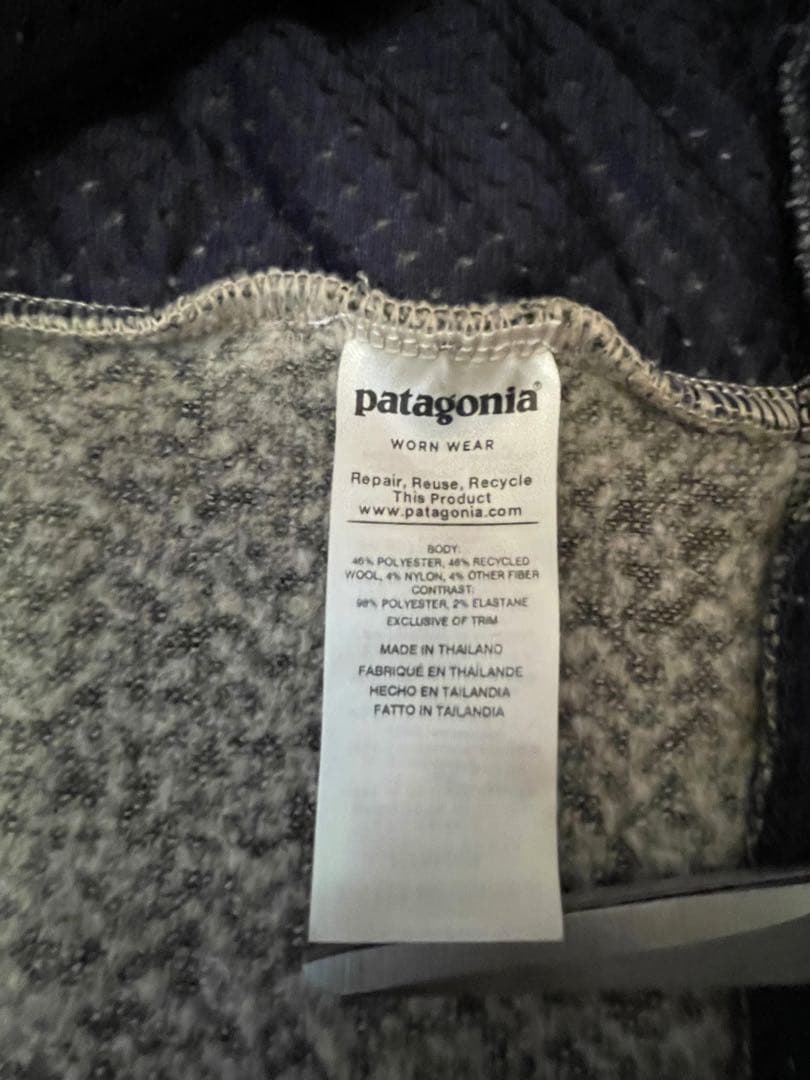 patagonia®
WORN WEAR
Repair, Reuse, Recycle
This Product
www.patagonia.com
BODY:
46% POLYESTER, 46% RECYCLED
WOOL, 4% NYLON, 4% OTHER FIBER
CONTRAST:
98% POLYESTER, 2% ELASTANE
EXCLUSIVE OF TRIM
MADE IN THAILAND
FABRIQUÉ EN THAÏLANDE
HECHO EN TAILANDIA
FATTO IN TAILANDIA